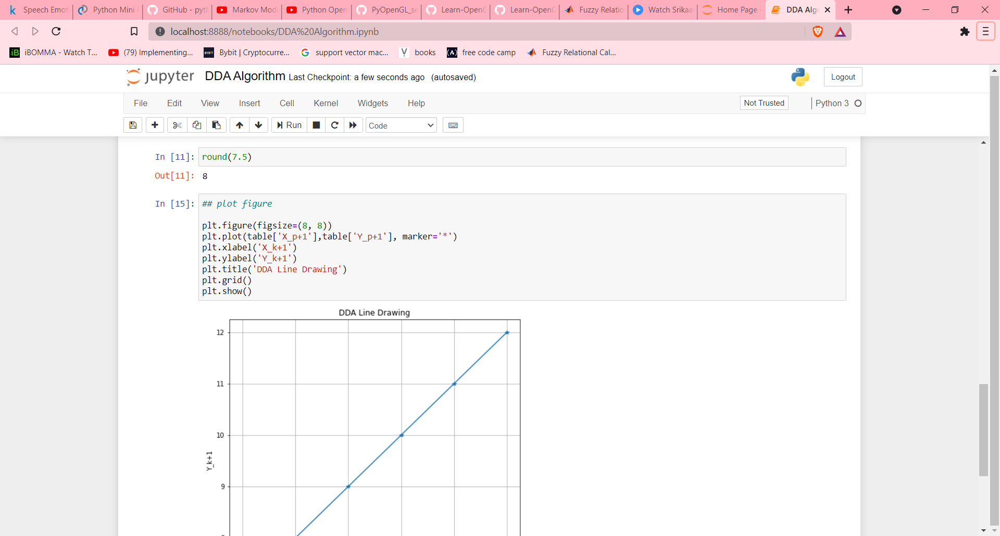 Speech Emot
Python Mini
GitHub - pyth
Markov Mod
Python Open
PyOpenGL_se
Learn-OpenG
Learn-OpenG
Fuzzy Relatio
Watch Srikaa
Home Page -
DDA Alg
localhost:8888/notebooks/DDA%20Algorithm.ipynb
iBOMMA - Watch T...
(79) Implementing...
Bybit | Cryptocurre...
support vector mac...
books
free code camp
Fuzzy Relational Cal...
jupyter DDA Algorithm Last Checkpoint: a few seconds ago (autosaved)
Logout
File Edit View Insert Cell Kernel Widgets Help
Not Trusted
Python 3
Run
Code
In [11]: round(7.5)
Out[11]: 8
In [15]: ## plot figure
plt.figure(figsize=(8, 8))
plt.plot(table['X_p+1'],table['Y_p+1'], marker='*')
plt.xlabel('X_k+1')
plt.ylabel('Y_k+1')
plt.title('DDA Line Drawing')
plt.grid()
plt.show()
DDA Line Drawing
12
11
10
Y_k+1
9